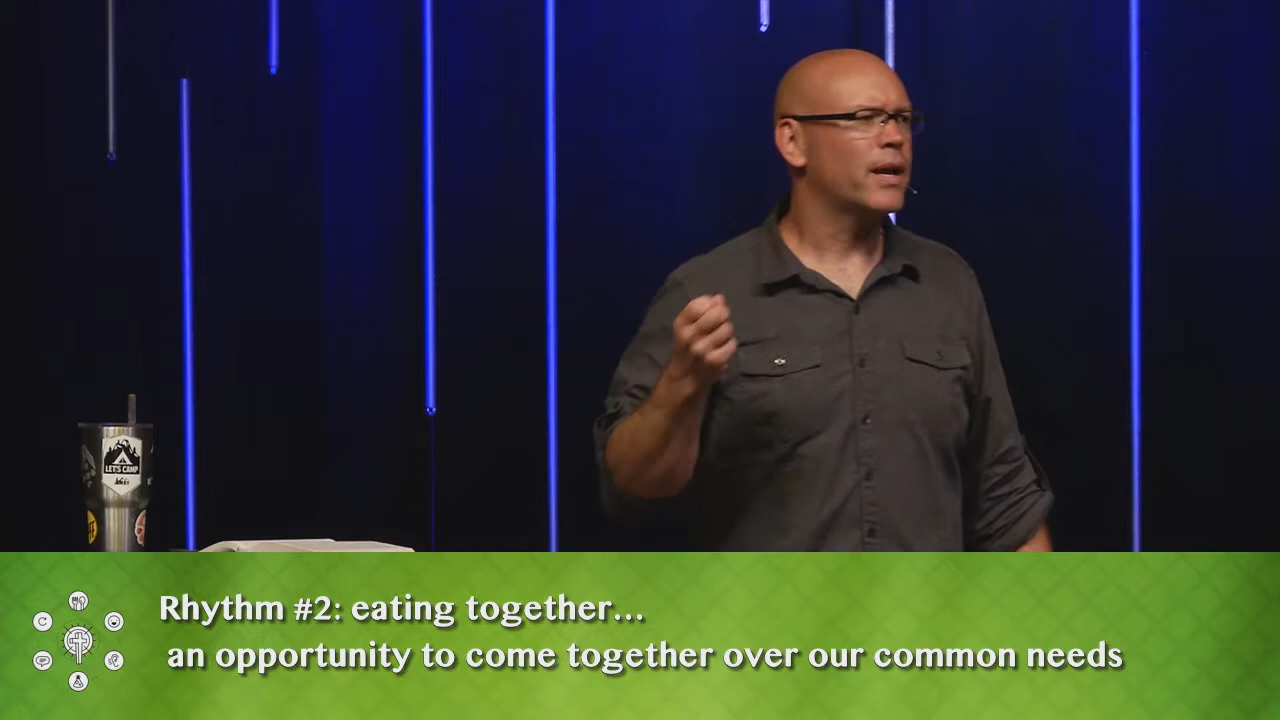 LET'S CAMP
Rhythm #2: eating together...
an opportunity to come together over our common needs